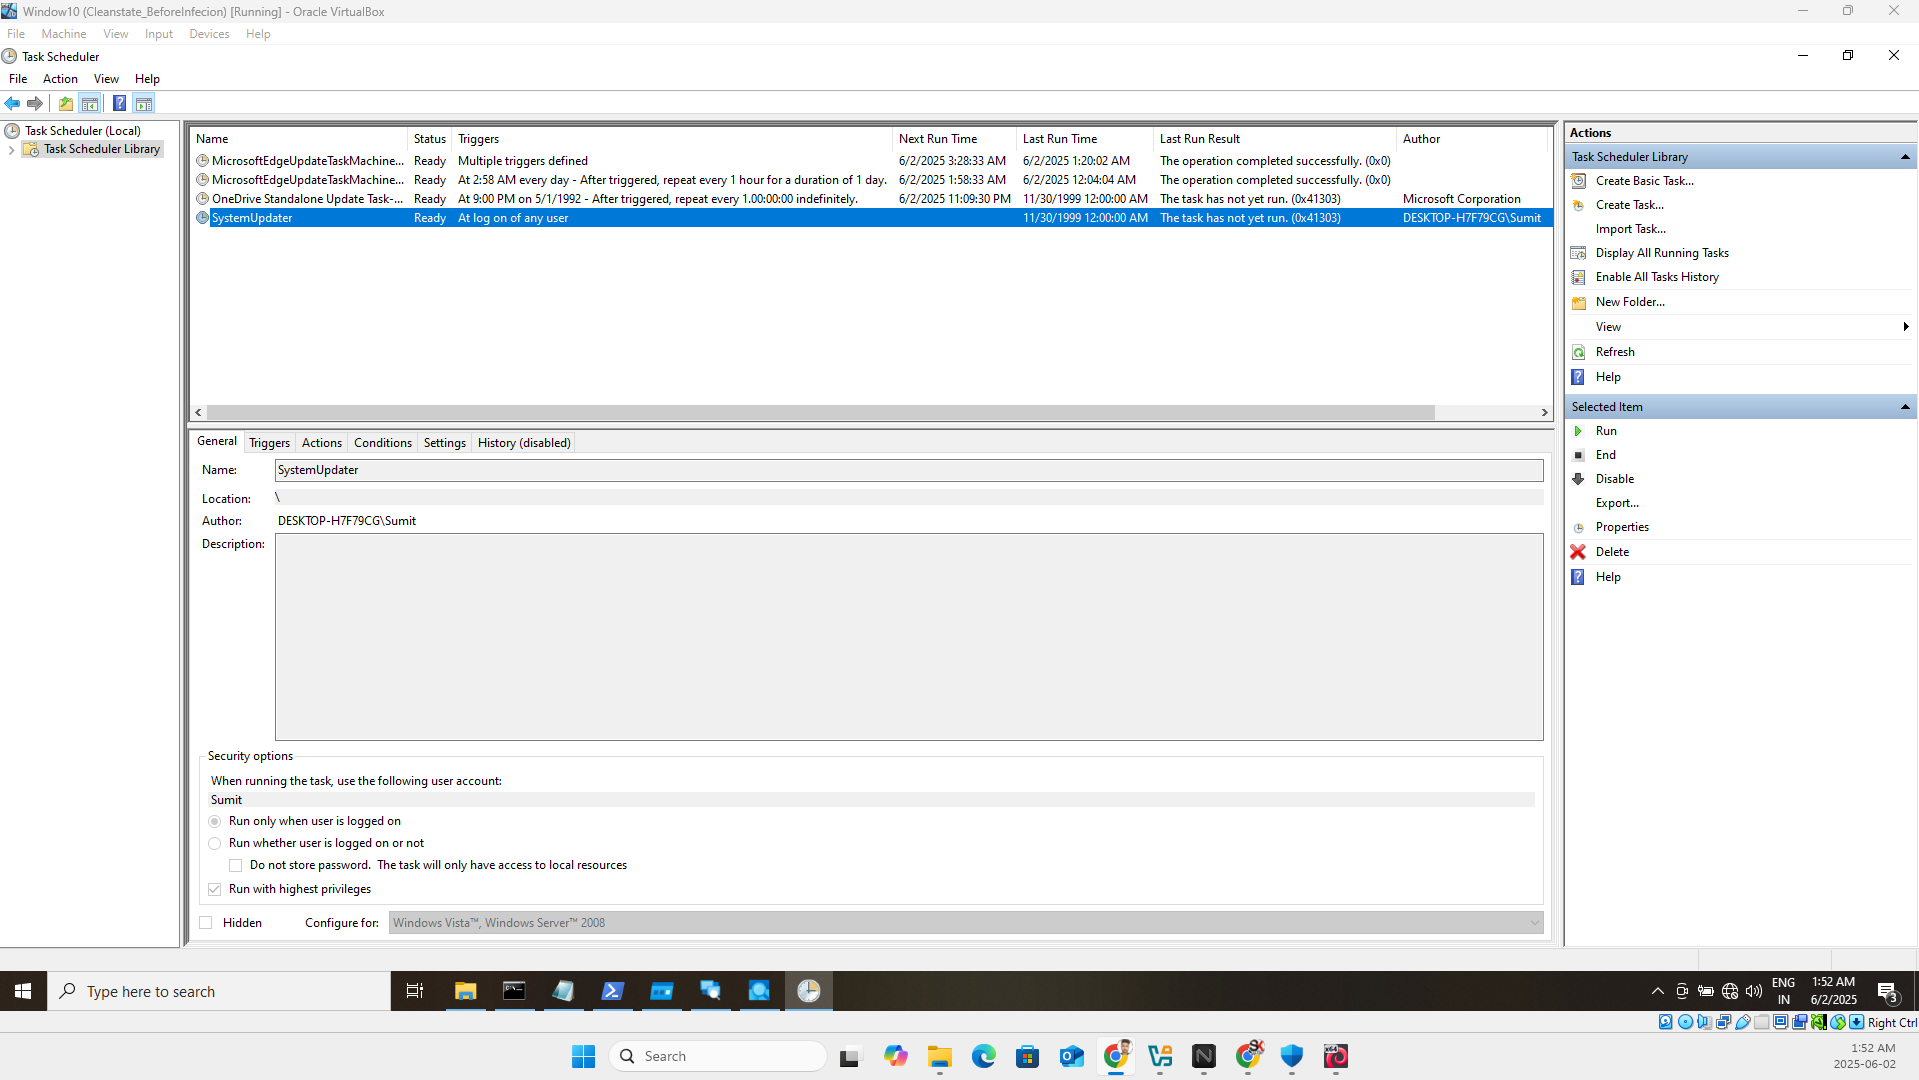 Window10 (Cleanstate_BeforeInfecion) [Running] - Oracle VirtualBox
File Machine View Input Devices Help
Task Scheduler
File Action View Help
Task Scheduler (Local)
Task Scheduler Library
Name Status Triggers Next Run Time Last Run Time Last Run Result Author
MicrosoftEdgeUpdateTaskMachine... Ready Multiple triggers defined 6/2/2025 3:28:33 AM 6/2/2025 1:20:02 AM The operation completed successfully. (0x0)
MicrosoftEdgeUpdateTaskMachine... Ready At 2:58 AM every day - After triggered, repeat every 1 hour for a duration of 1 day. 6/2/2025 1:58:33 AM 6/2/2025 12:04:04 AM The operation completed successfully. (0x0)
OneDrive Standalone Update Task-... Ready At 9:00 PM on 5/1/1992 - After triggered, repeat every 1.00:00:00 indefinitely. 6/2/2025 11:09:30 PM 11/30/1999 12:00:00 AM The task has not yet run. (0x41303) Microsoft Corporation
SystemUpdater Ready At log on of any user 11/30/1999 12:00:00 AM The task has not yet run. (0x41303) DESKTOP-H7F79CG\Sumit
General Triggers Actions Conditions Settings History (disabled)
Name: SystemUpdater
Location: \
Author: DESKTOP-H7F79CG\Sumit
Description:
Security options
When running the task, use the following user account:
Sumit
Run only when user is logged on
Run whether user is logged on or not
Do not store password. The task will only have access to local resources
Run with highest privileges
Hidden Configure for: Windows Vista™, Windows Server™ 2008
Actions
Task Scheduler Library
Create Basic Task...
Create Task...
Import Task...
Display All Running Tasks
Enable All Tasks History
New Folder...
View
Refresh
Help
Selected Item
Run
End
Disable
Export...
Properties
Delete
Help
Type here to search
ENG
IN
1:52 AM
6/2/2025
3
Right Ctrl
Search
1:52 AM
2025-06-02